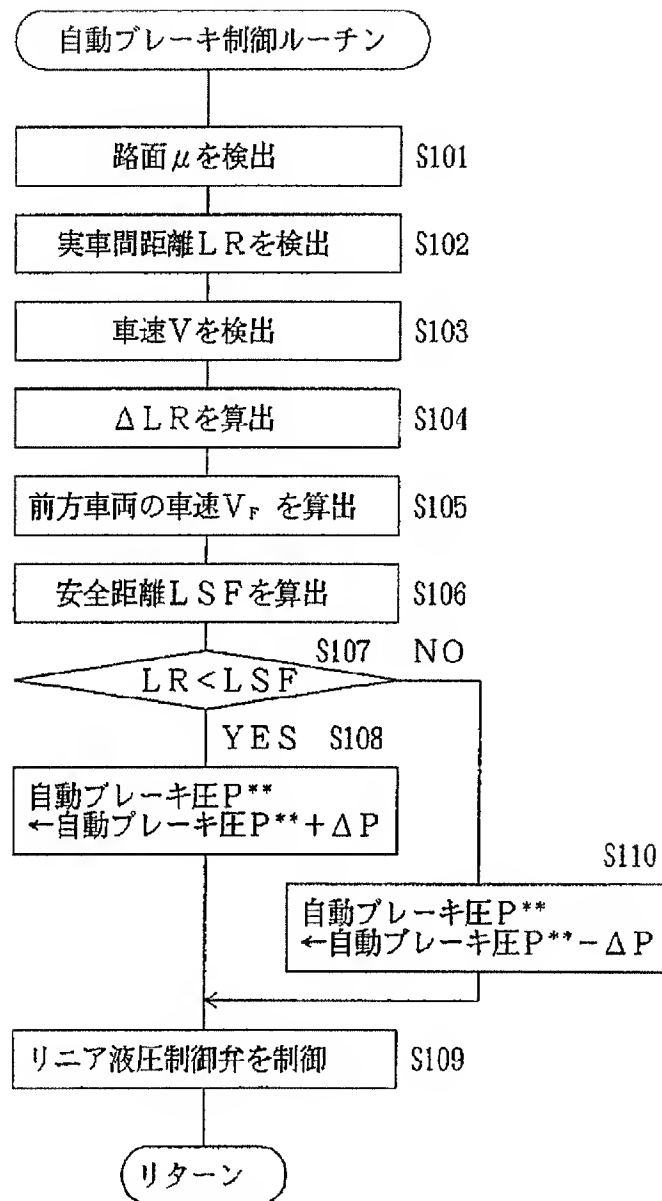 自動ブレーキ制御ルーチン
路面μを検出 S101
実車間距離LRを検出 S102
車速Vを検出 S103
ΔLRを算出 S104
前方車両の車速VFを算出 S105
安全距離LSFを算出 S106
S107 NO
LR<LSF
YES S108
自動ブレーキ圧P**
←自動ブレーキ圧P**+ΔP
S110
自動ブレーキ圧P**
←自動ブレーキ圧P**-ΔP
リニア液圧制御弁を制御 S109
リターン